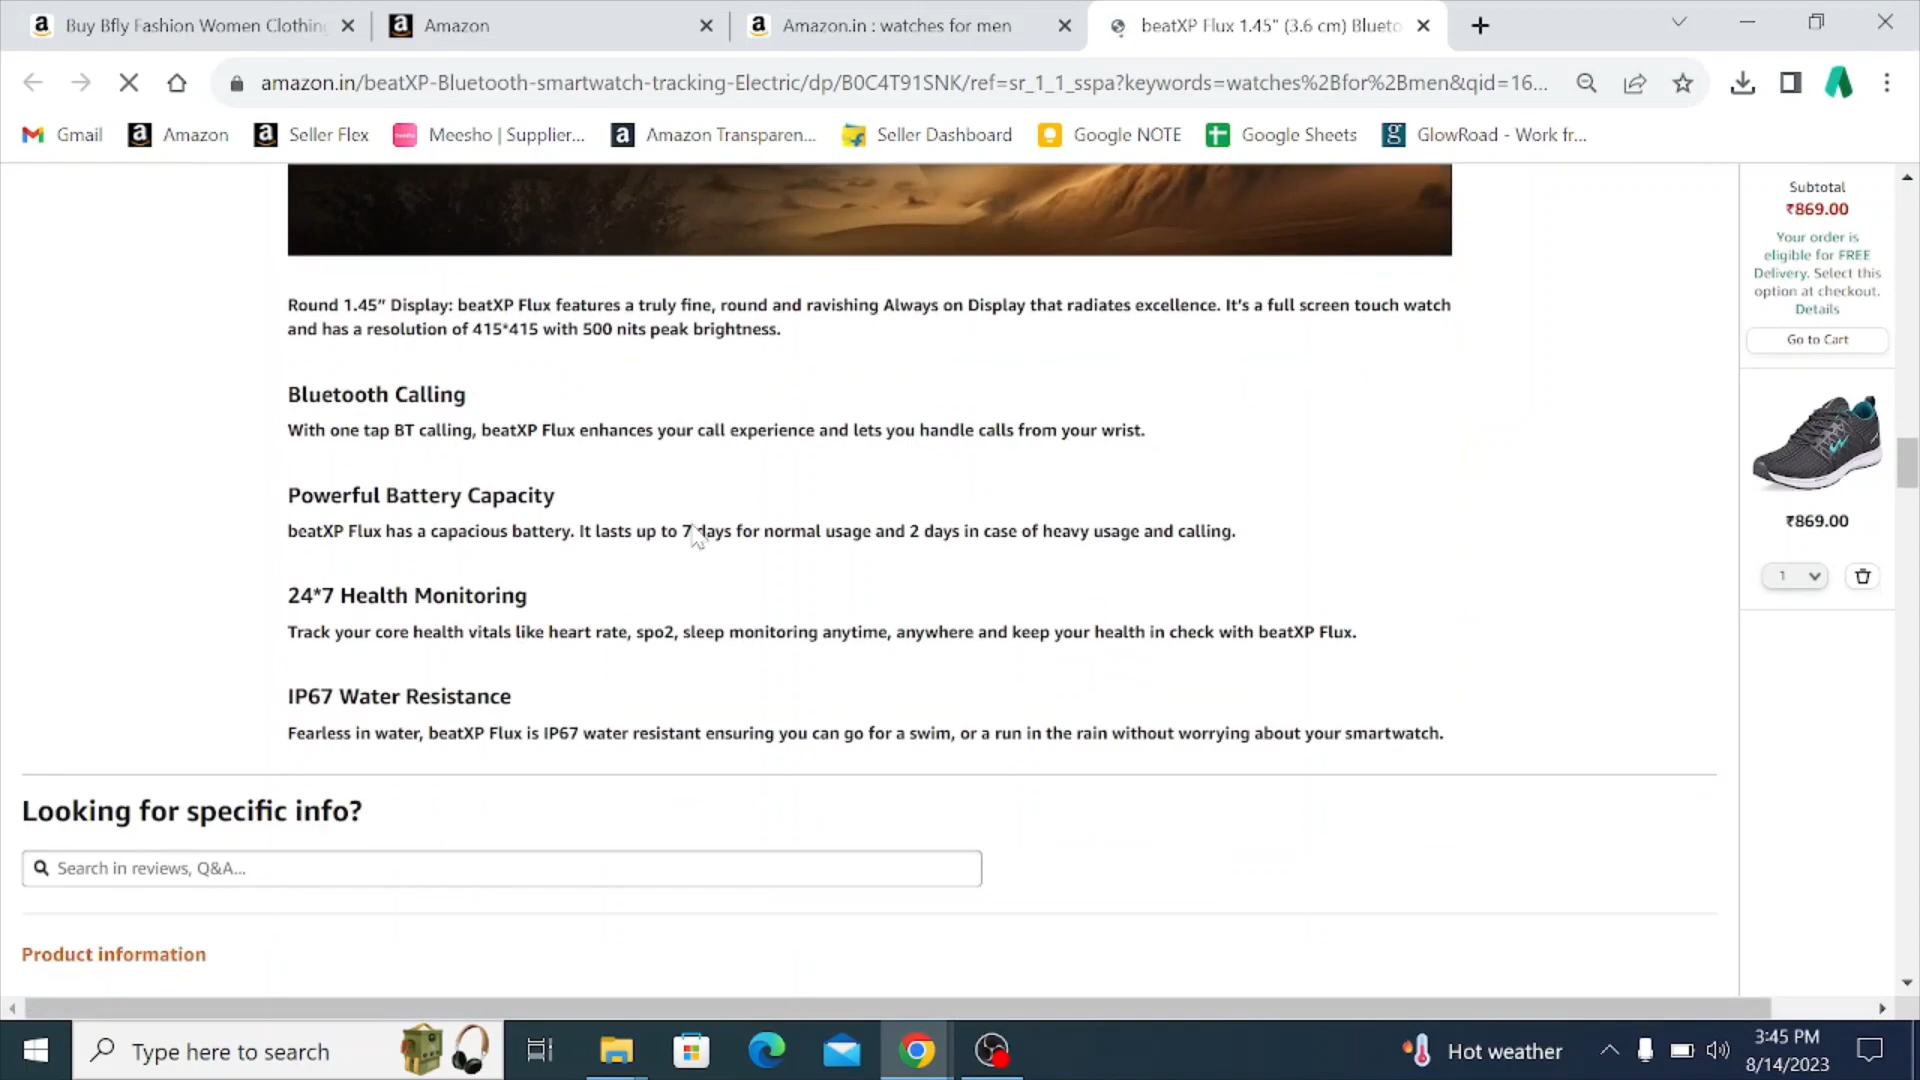 Buy Bfly Fashion Women Clothing
Amazon
Amazon.in : watches for men
beatXP Flux 1.45" (3.6 cm) Blueto
amazon.in/beatXP-Bluetooth-smartwatch-tracking-Electric/dp/B0C4T91SNK/ref=sr_1_1_sspa?keywords=watches%2Bfor%2Bmen&qid=16...
Gmail
Amazon
Seller Flex
Meesho | Supplier...
Amazon Transparen...
Seller Dashboard
Google NOTE
Google Sheets
GlowRoad - Work fr...
Subtotal
₹869.00
Your order is
eligible for FREE
Delivery. Select this
option at checkout.
Details
Go to Cart
₹869.00
1
Round 1.45” Display: beatXP Flux features a truly fine, round and ravishing Always on Display that radiates excellence. It’s a full screen touch watch
and has a resolution of 415*415 with 500 nits peak brightness.
Bluetooth Calling
With one tap BT calling, beatXP Flux enhances your call experience and lets you handle calls from your wrist.
Powerful Battery Capacity
beatXP Flux has a capacious battery. It lasts up to 7 days for normal usage and 2 days in case of heavy usage and calling.
24*7 Health Monitoring
Track your core health vitals like heart rate, spo2, sleep monitoring anytime, anywhere and keep your health in check with beatXP Flux.
IP67 Water Resistance
Fearless in water, beatXP Flux is IP67 water resistant ensuring you can go for a swim, or a run in the rain without worrying about your smartwatch.
Looking for specific info?
Search in reviews, Q&A...
Product information
Type here to search
Hot weather
3:45 PM
8/14/2023